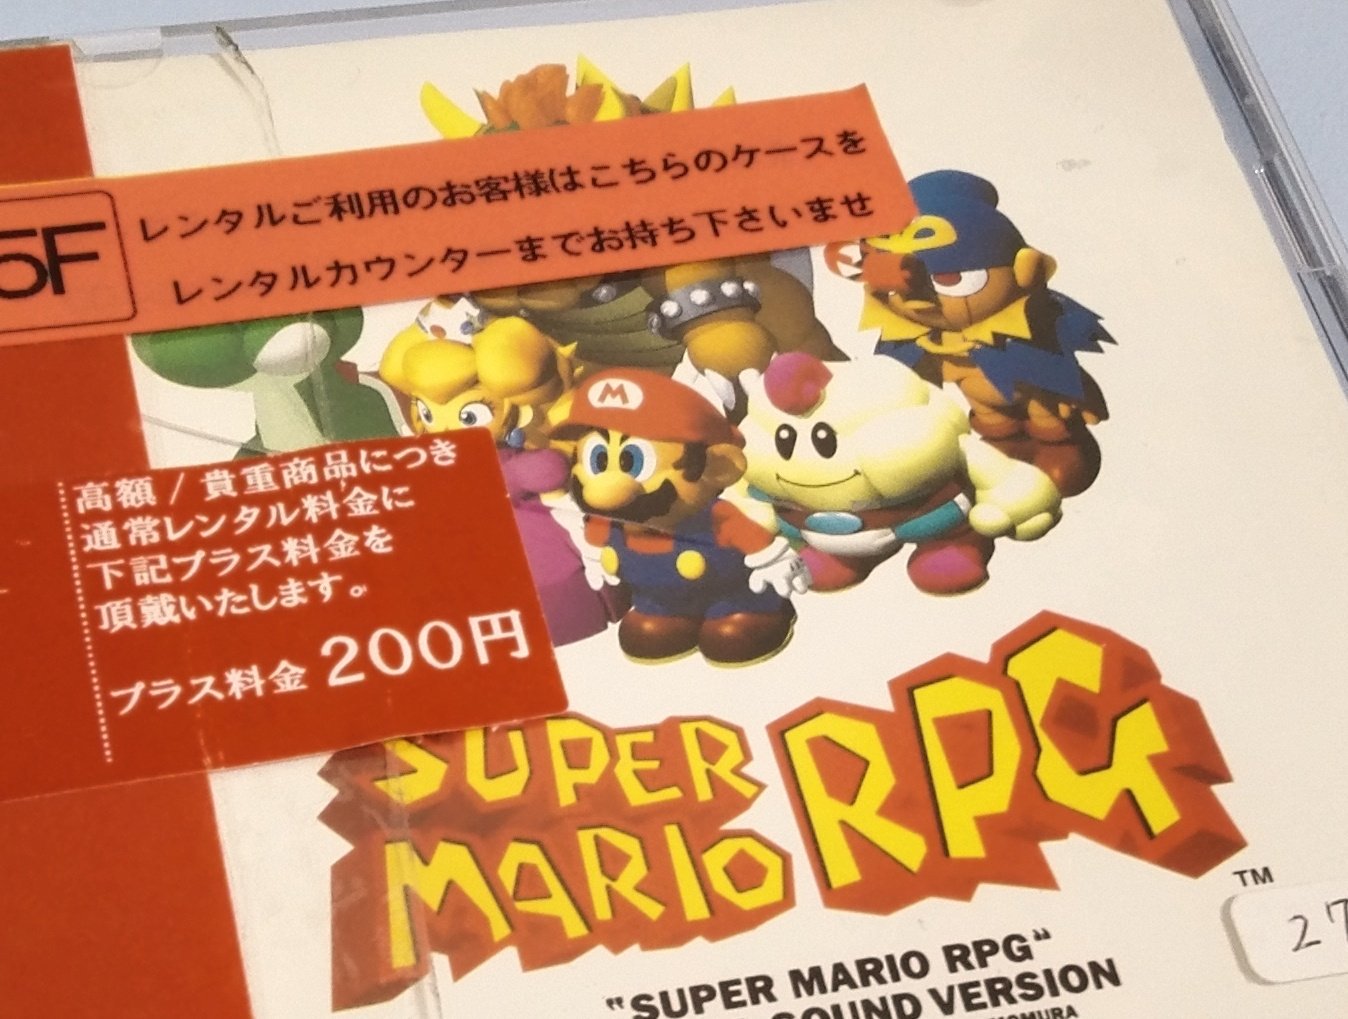 5F
レンタルご利用のお客様はこちらのケースを
レンタルカウンターまでお持ち下さいませ
M
高額/貴重商品につき
通常レンタル料金に
下記プラス料金を
頂戴いたします。
プラス料金 200円
SUPER
MARIO RPG
TM
27
"SUPER MARIO RPG"
SOUND VERSION